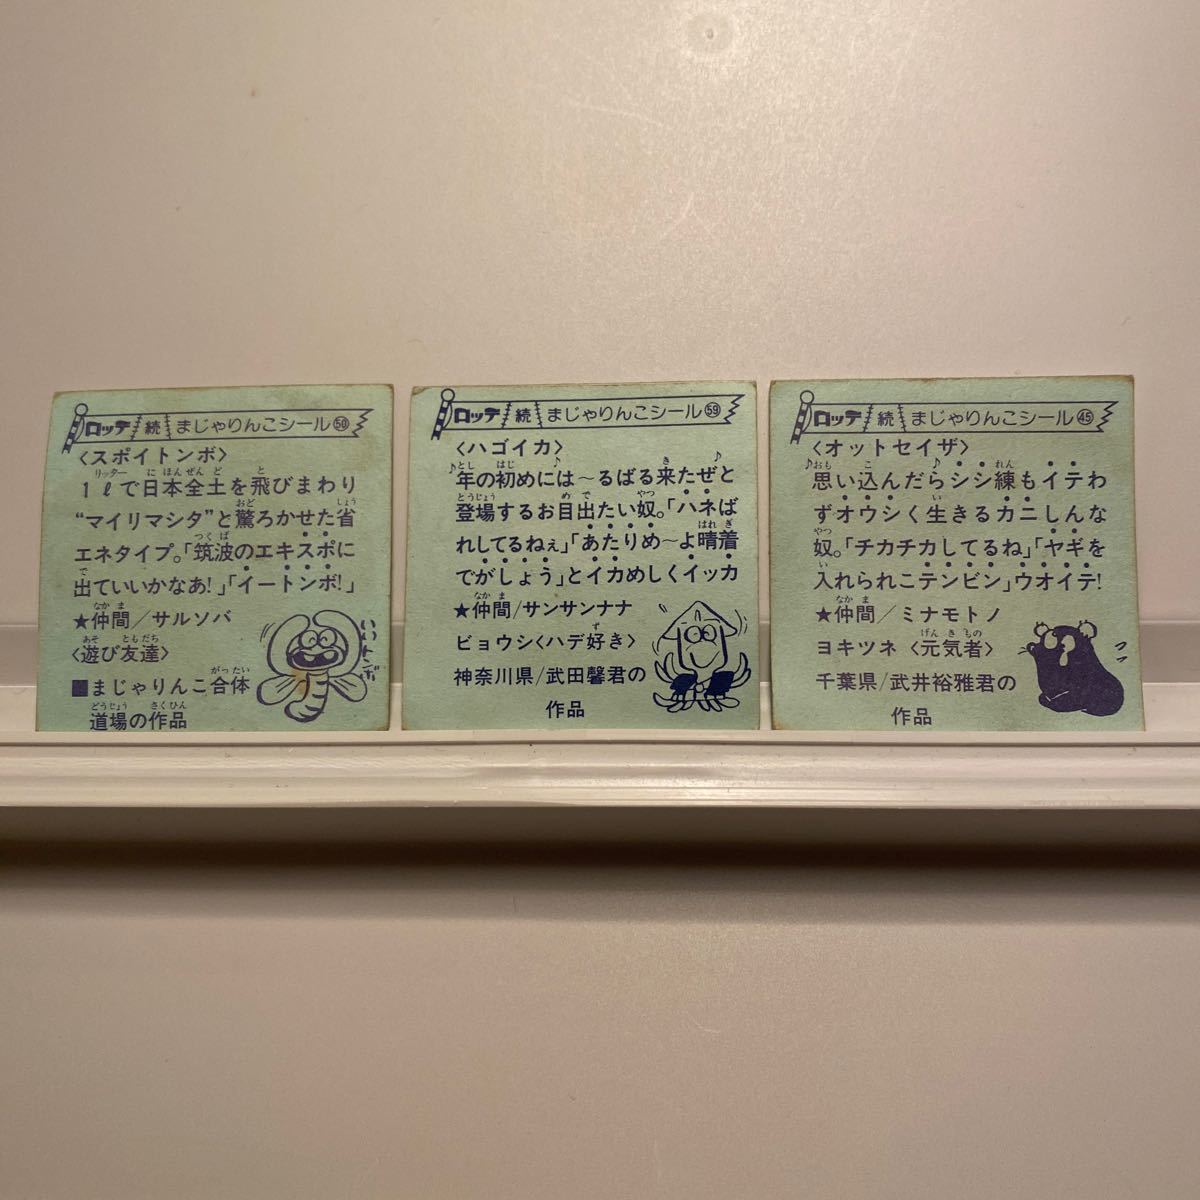 ロッテ 続 まじゃりんこシール㊿
〈スポイトンボ〉
1ℓで日本全土を飛びまわり
“マイリマシタ”と驚ろかせた省
エネタイプ。「筑波のエキスポに
出ていいかなあ!」「イートンボ!」
★仲間/サルソバ
〈遊び友達〉
■まじゃりんこ合体
道場の作品
いいトンボ
ロッテ 続 まじゃりんこシール59
〈ハゴイカ〉
♪年の初めには〜るばる来たぜと♪
登場するお目出たい奴。「ハネば
れしてるねぇ」「あたりめ〜よ晴着
でがしょう」とイカめしくイッカ
★仲間/サンサンナナ
ビョウシ〈ハデ好き〉
神奈川県/武田馨君の
作品
ロッテ 続 まじゃりんこシール㊺
〈オットセイザ〉
♪思い込んだら♪シシ練もイテわ
ずオウシく生きるカニしんな
奴。「チカチカしてるね」「ヤギを
入れられこテンビン」ウオイテ!
★仲間/ミナモトノ
ヨキツネ〈元気者〉
千葉県/武井裕雅君の
作品